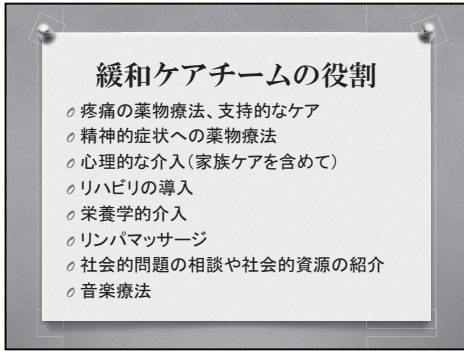 緩和ケアチームの役割
疼痛の薬物療法、支持的なケア
精神的症状への薬物療法
心理的な介入(家族ケアを含めて)
リハビリの導入
栄養学的介入
リンパマッサージ
社会的問題の相談や社会的資源の紹介
音楽療法